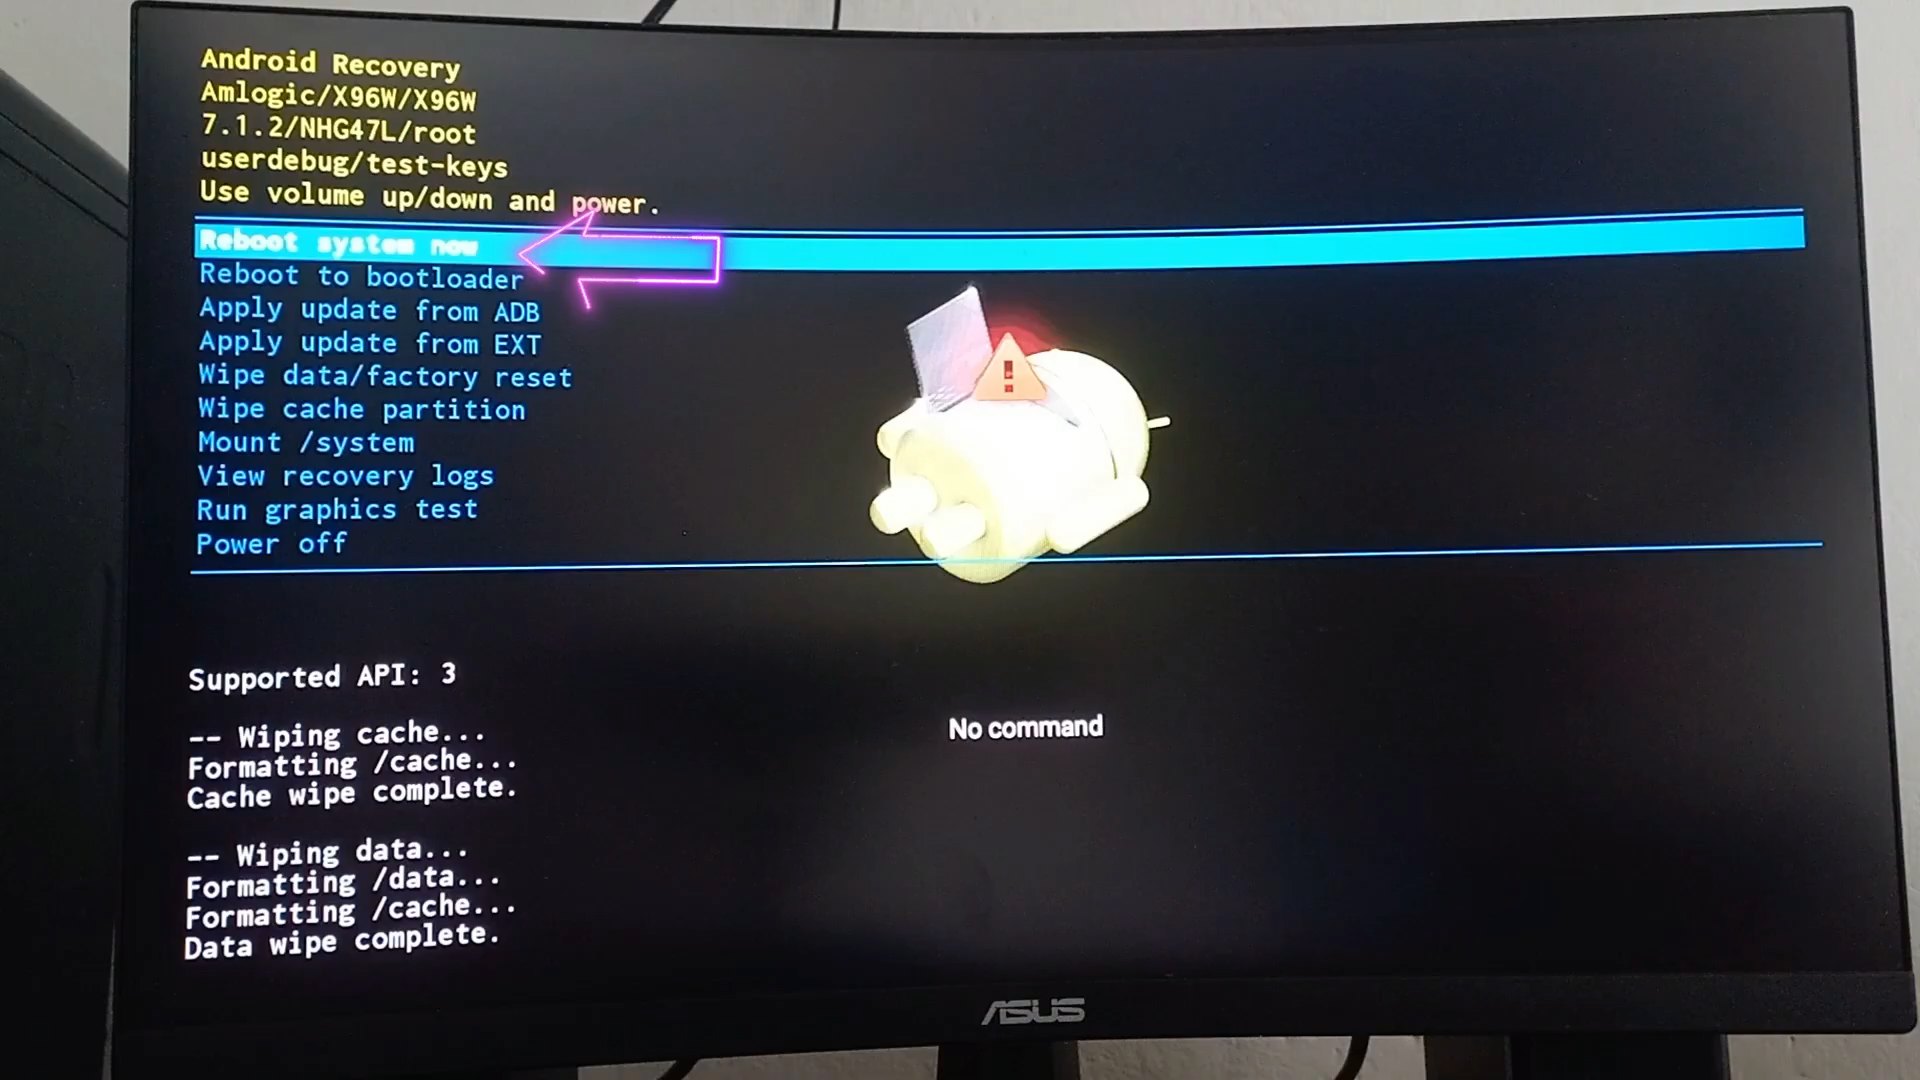 Android Recovery
Amlogic/X96W/X96W
7.1.2/NHG47L/root
userdebug/test-keys
Use volume up/down and power.
Reboot system now
Reboot to bootloader
Apply update from ADB
Apply update from EXT
Wipe data/factory reset
Wipe cache partition
Mount /system
View recovery logs
Run graphics test
Power off
Supported API: 3
-- Wiping cache...
Formatting /cache...
Cache wipe complete.
-- Wiping data...
Formatting /data...
Formatting /cache...
Data wipe complete.
No command
ASUS